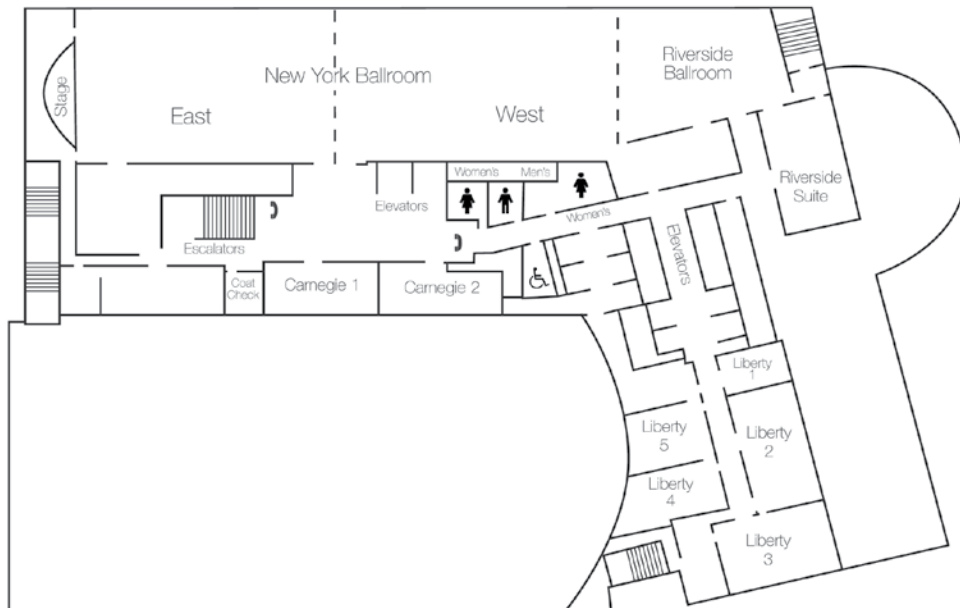 Riverside
Ballroom
New York Ballroom
Stage
East
West
Women's
Men's
Riverside
Suite
Elevators
Women's
Escalators
Elevators
Coat
Check
Carnegie 1
Carnegie 2
Liberty
1
Liberty
5
Liberty
2
Liberty
4
Liberty
3